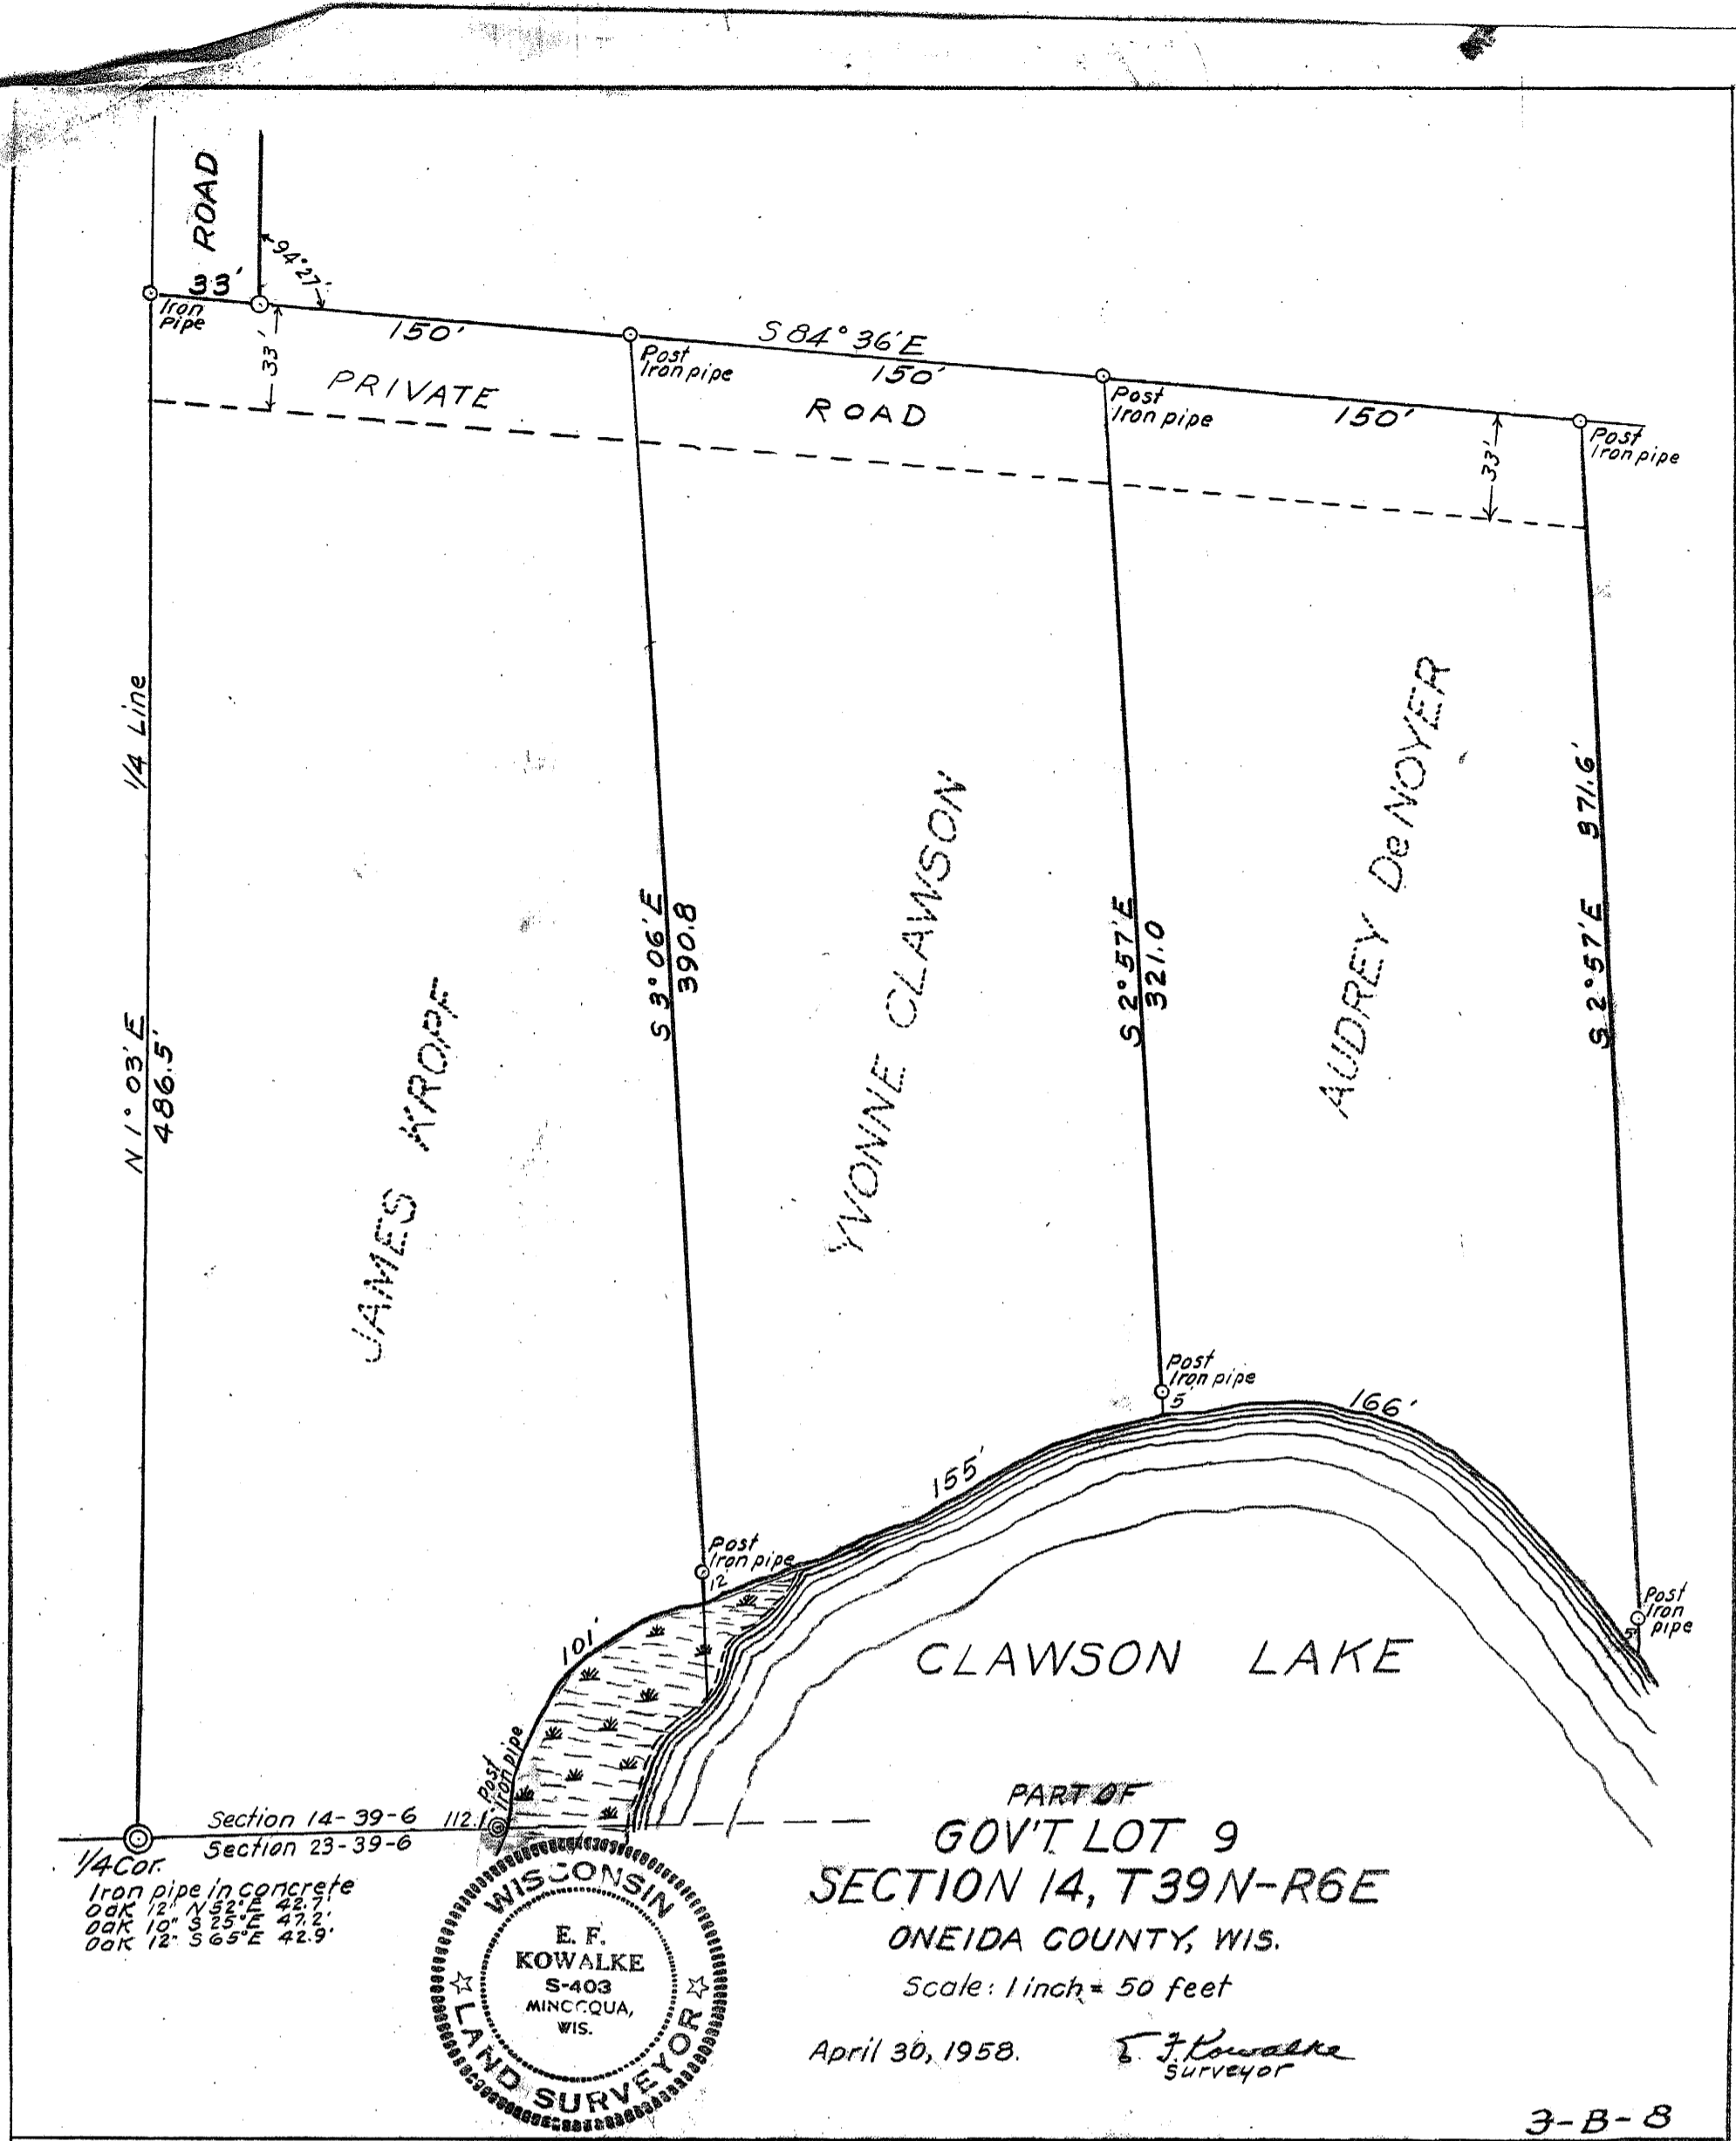 ROAD
94°27'
33'
Iron
Pipe
150'
S 84° 36' E
33'
Post
Iron pipe
150'
PRIVATE
ROAD
Post
Iron pipe
150'
33'
Post
Iron pipe
1/4 Line
N 1° 03' E
486.5'
JAMES KROPF
S 3° 06' E
390.8
YVONNE CLAWSON
S 2° 57' E
321.0
AUDREY DeNOYER
S 2° 57' E 371.6'
Post
Iron pipe
5'
166'
155'
Post
Iron pipe
12'
101'
Post
Iron
pipe
5'
CLAWSON LAKE
Post
Iron pipe
Section 14-39-6 112.1'
Section 23-39-6
1/4 Cor.
Iron pipe in concrete
Oak 12" N 52° E 42.7'
Oak 10" S 25° E 47.2'
Oak 12" S 65° E 42.9'
PART OF
GOV'T. LOT 9
SECTION 14, T39N-R6E
ONEIDA COUNTY, WIS.
Scale: 1 inch = 50 feet
April 30, 1958.
E. F. Kowalke
Surveyor
WISCONSIN
E. F.
KOWALKE
S-403
MINOCQUA,
WIS.
LAND SURVEYOR
3-B-8